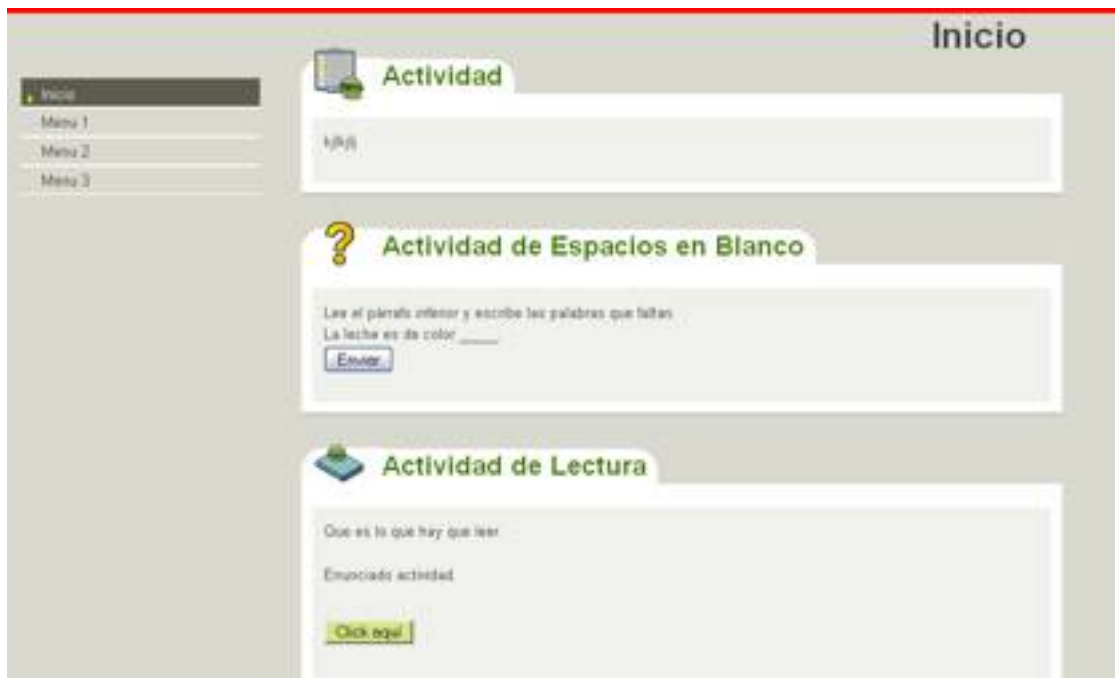 Inicio
Inicio
Menu 1
Menu 2
Menu 3
Actividad
Actividad de Espacios en Blanco
Lee el párrafo inferior y escribe las palabras que faltan.
La leche es de color _____
Enviar
Actividad de Lectura
Que es lo que hay que leer
Enunciado actividad.
Click aquí